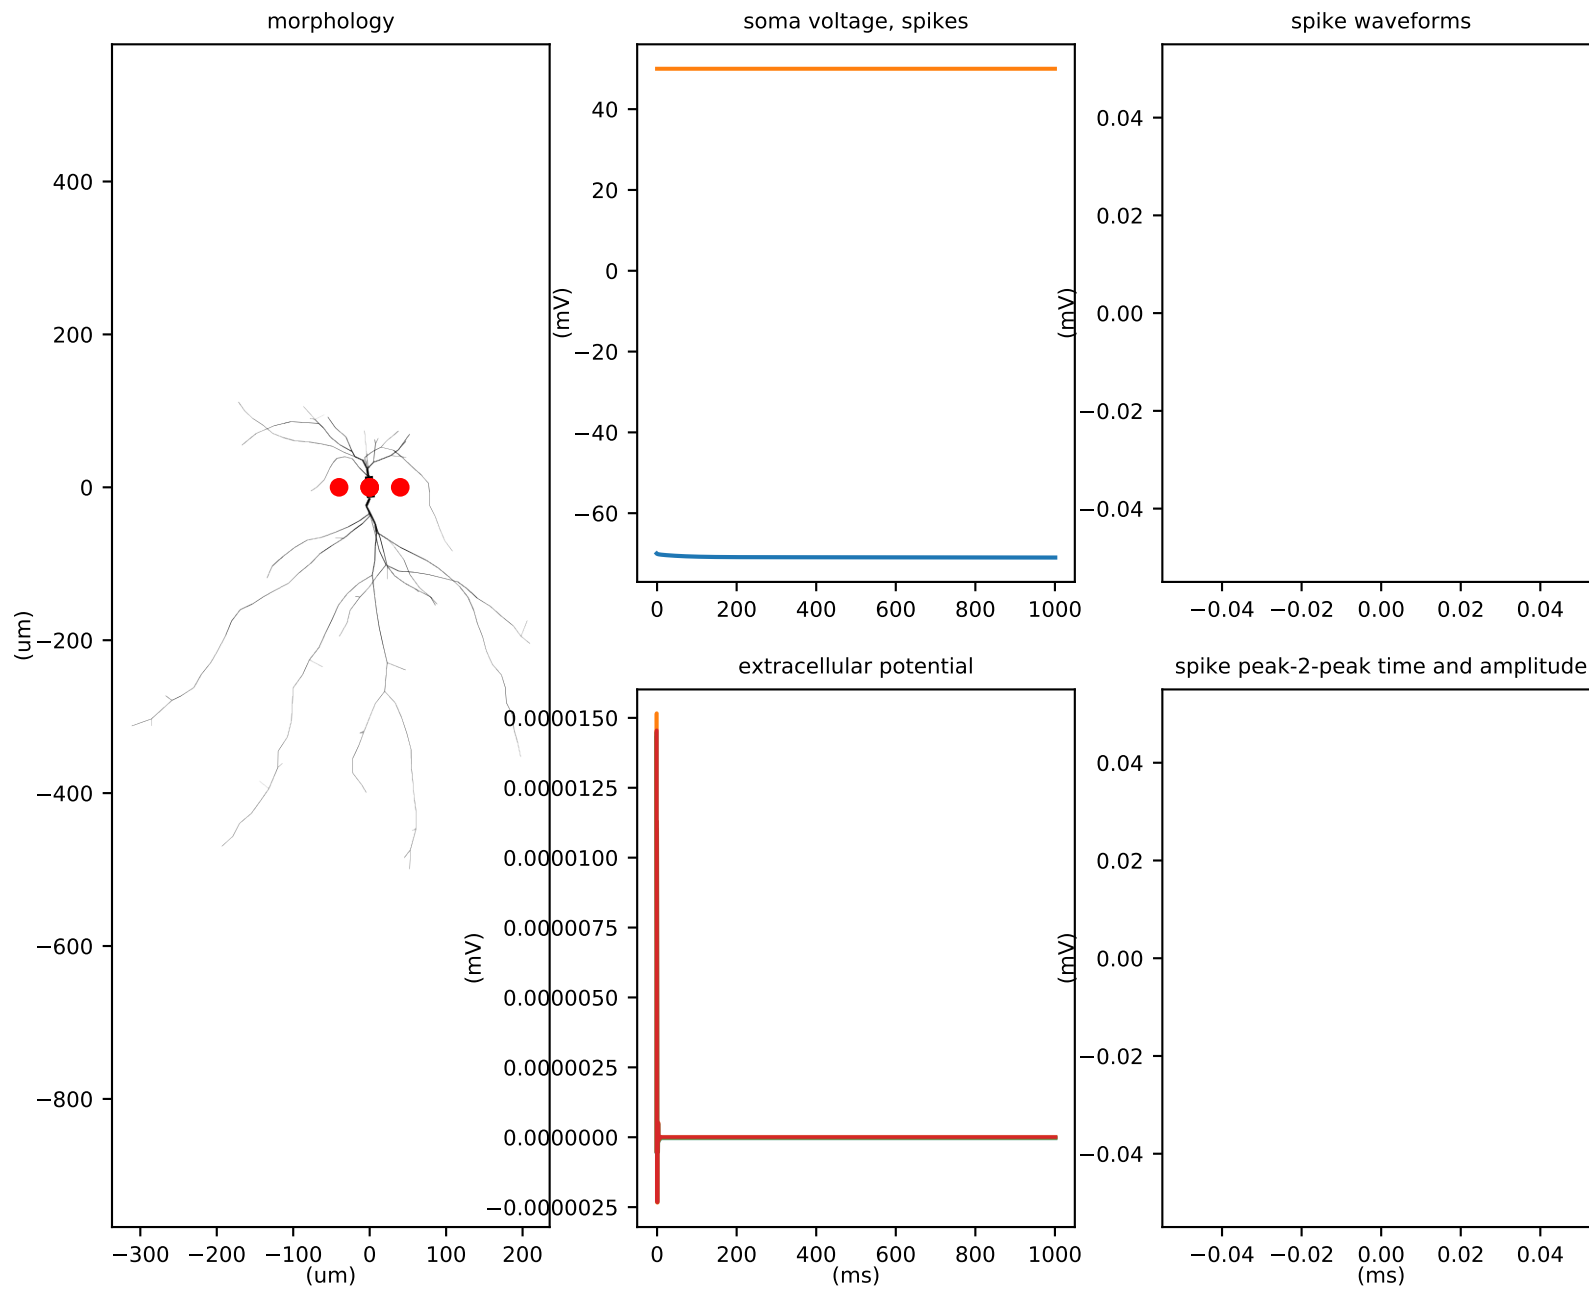 morphology
400
200
0
−200
−400
−600
−800
(um)
−300 −200 −100 0 100 200
(um)
soma voltage, spikes
40
20
0
−20
−40
−60
(mV)
0 200 400 600 800 1000
spike waveforms
0.04
0.02
0.00
−0.02
−0.04
(mV)
−0.04 −0.02 0.00 0.02 0.04
extracellular potential
0.0000150
0.0000125
0.0000100
0.0000075
0.0000050
0.0000025
0.0000000
−0.0000025
(mV)
0 200 400 600 800 1000
(ms)
spike peak-2-peak time and amplitude
0.04
0.02
0.00
−0.02
−0.04
(mV)
−0.04 −0.02 0.00 0.02 0.04
(ms)